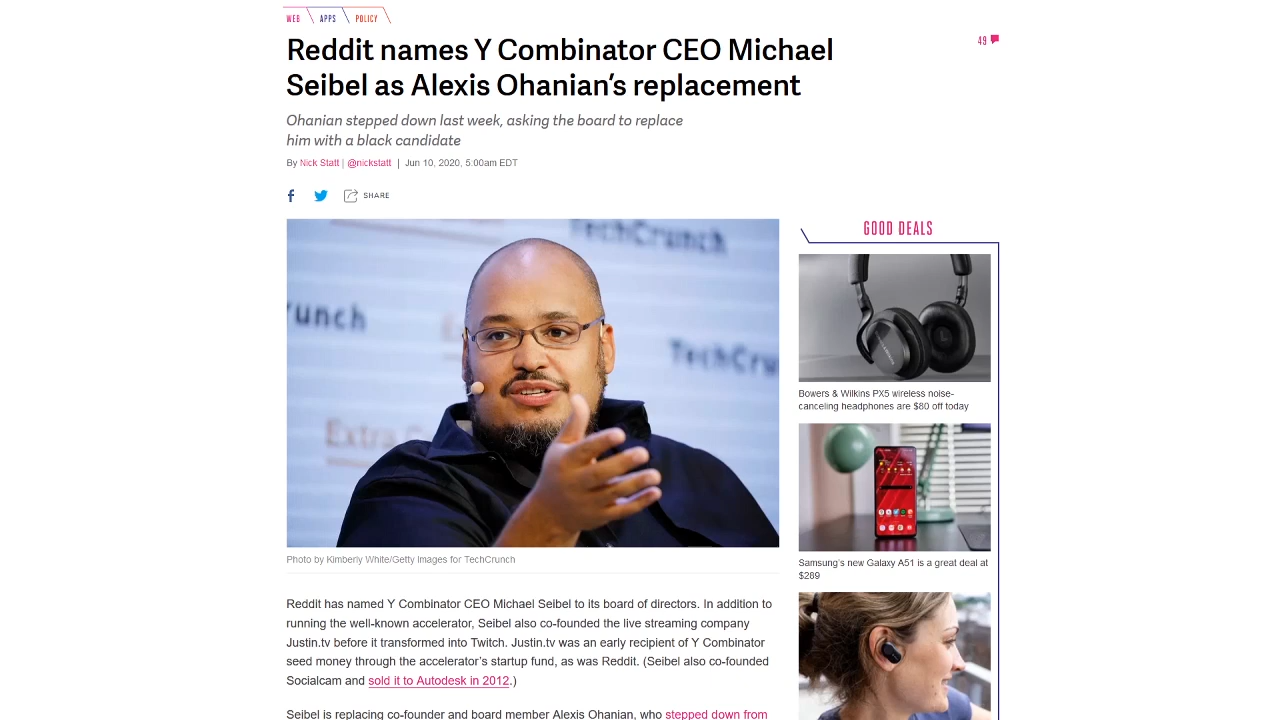 WEB
APPS
POLICY
Reddit names Y Combinator CEO Michael
Seibel as Alexis Ohanian’s replacement
49
Ohanian stepped down last week, asking the board to replace
him with a black candidate
By Nick Statt | @nickstatt | Jun 10, 2020, 5:00am EDT
SHARE
TechCrunch
runch
TechCru
Extra C
Photo by Kimberly White/Getty Images for TechCrunch
Reddit has named Y Combinator CEO Michael Seibel to its board of directors. In addition to
running the well-known accelerator, Seibel also co-founded the live streaming company
Justin.tv before it transformed into Twitch. Justin.tv was an early recipient of Y Combinator
seed money through the accelerator’s startup fund, as was Reddit. (Seibel also co-founded
Socialcam and sold it to Autodesk in 2012.)
Seibel is replacing co-founder and board member Alexis Ohanian, who stepped down from
GOOD DEALS
Bowers & Wilkins PX5 wireless noise-
canceling headphones are $80 off today
Samsung’s new Galaxy A51 is a great deal at
$289